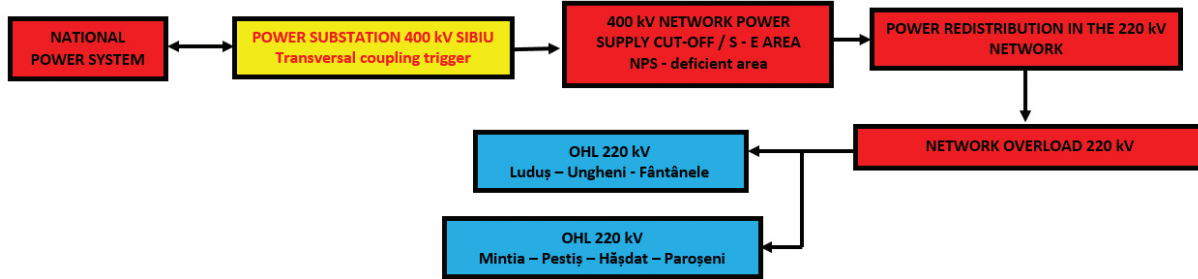 NATIONAL
POWER SYSTEM
POWER SUBSTATION 400 kV SIBIU
Transversal coupling trigger
400 kV NETWORK POWER
SUPPLY CUT-OFF / S - E AREA
NPS - deficient area
POWER REDISTRIBUTION IN THE 220 kV
NETWORK
NETWORK OVERLOAD 220 kV
OHL 220 kV
Luduș – Ungheni - Fântânele
OHL 220 kV
Mintia – Pestiș – Hășdat – Paroșeni